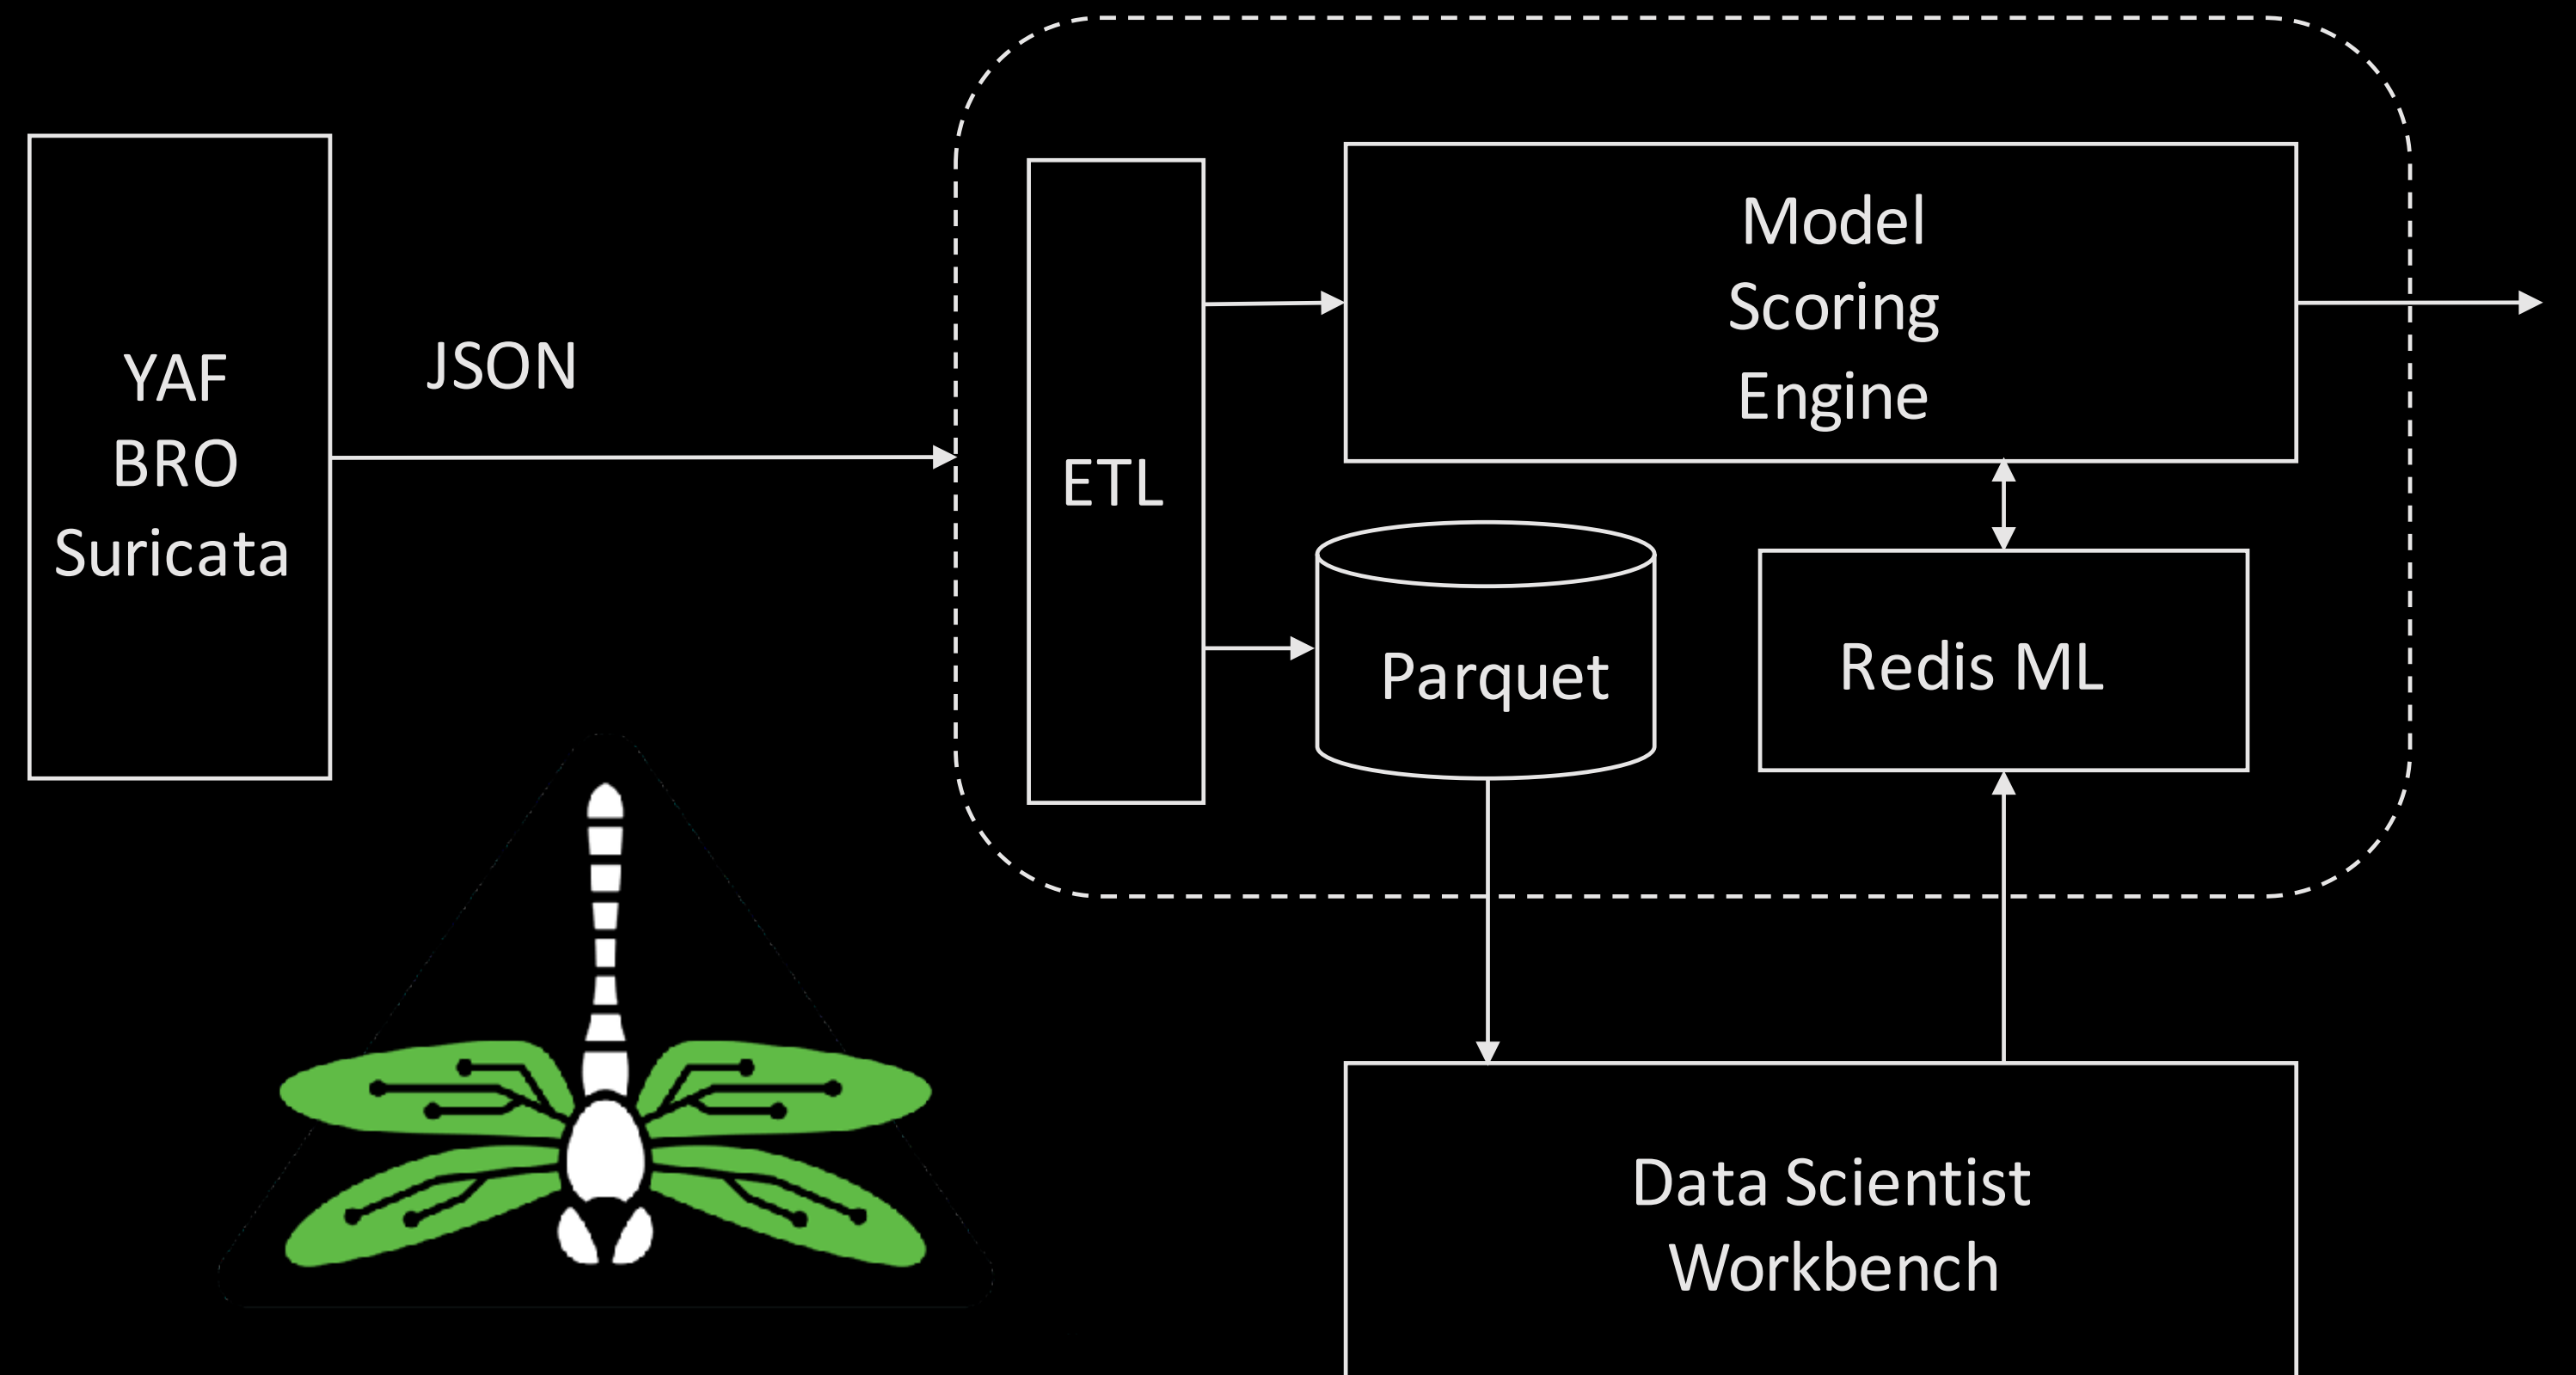 YAF
BRO
Suricata
JSON
ETL
Model
Scoring
Engine
Parquet
Redis ML
Data Scientist
Workbench